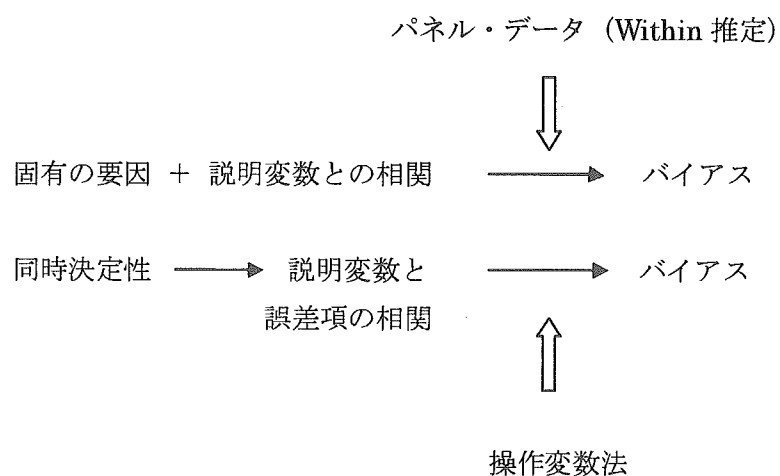 パネル・データ (Within 推定)
固有の要因 + 説明変数との相関 バイアス
同時決定性 説明変数と バイアス
誤差項の相関
操作変数法